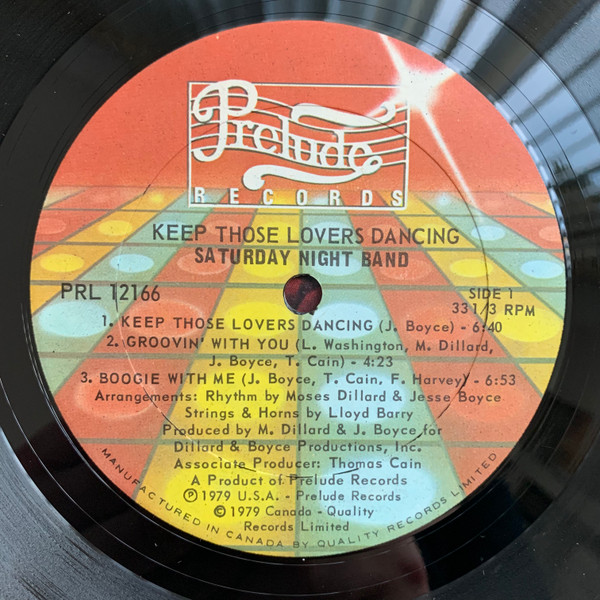 Prelude
RECORDS
KEEP THOSE LOVERS DANCING
SATURDAY NIGHT BAND
PRL 12166
SIDE 1
33 1/3 RPM
1. KEEP THOSE LOVERS DANCING (J. Boyce) - 6:40
2. GROOVIN' WITH YOU (L. Washington, M. Dillard,
J. Boyce, T. Cain) - 4:23
3. BOOGIE WITH ME (J. Boyce, T. Cain, F. Harvey) - 6:53
Arrangements: Rhythm by Moses Dillard & Jesse Boyce
Strings & Horns by Lloyd Barry
Produced by M. Dillard & J. Boyce for
Dillard & Boyce Productions, Inc.
Associate Producer: Thomas Cain
A Product of Prelude Records
℗ 1979 U.S.A. - Prelude Records
© 1979 Canada - Quality
Records Limited
MANUFACTURED IN CANADA BY QUALITY RECORDS LIMITED